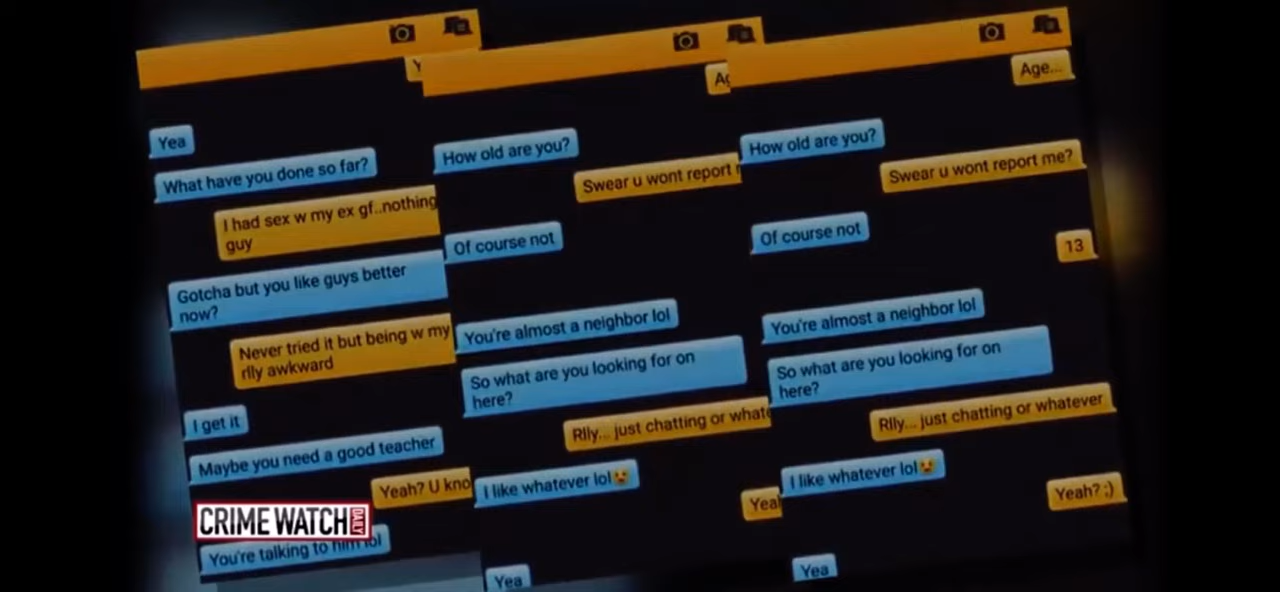 Y
Yea
What have you done so far?
I had sex w my ex gf..nothing
guy
Gotcha but you like guys better
now?
Never tried it but being w my
rlly awkward
I get it
Maybe you need a good teacher
Yeah? U kno
You're talking to him lol
CRIME WATCH DAILY
Ag
How old are you?
Swear u wont report
Of course not
You're almost a neighbor lol
So what are you looking for on
here?
Rlly... just chatting or whate
I like whatever lol😜
Yea
Yea
Age...
How old are you?
Swear u wont report me?
Of course not
13
You're almost a neighbor lol
So what are you looking for on
here?
Rlly... just chatting or whatever
I like whatever lol😜
Yeah? ;)
Yea